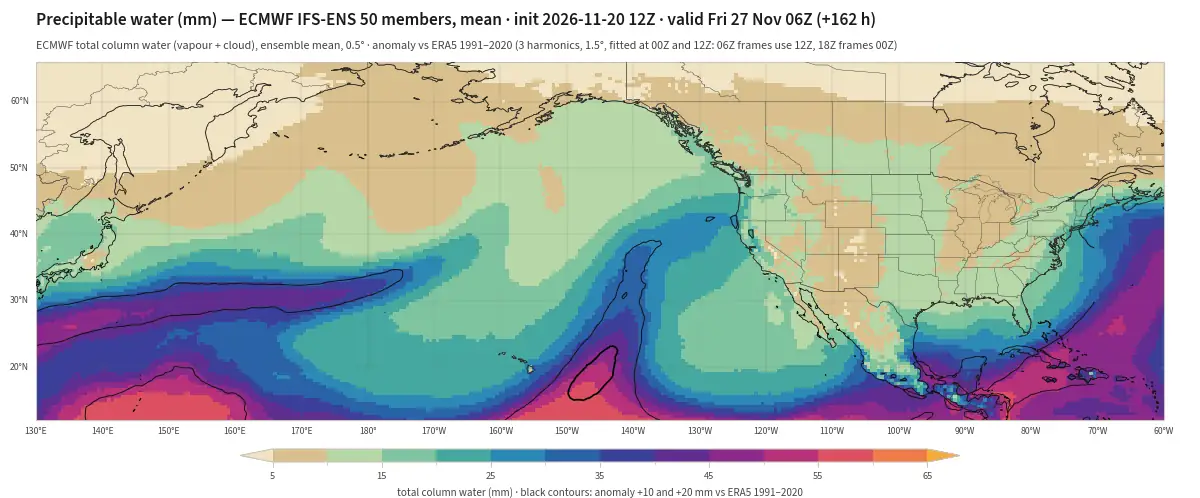 Precipitable water (mm) — ECMWF IFS-ENS 50 members, mean · init 2026-11-20 12Z · valid Fri 27 Nov 06Z (+162 h)
ECMWF total column water (vapour + cloud), ensemble mean, 0.5° · anomaly vs ERA5 1991–2020 (3 harmonics, 1.5°, fitted at 00Z and 12Z: 06Z frames use 12Z, 18Z frames 00Z)
60°N
50°N
40°N
30°N
20°N
130°E 140°E 150°E 160°E 170°E 180° 170°W 160°W 150°W 140°W 130°W 120°W 110°W 100°W 90°W 80°W 70°W 60°W
5 15 25 35 45 55 65
total column water (mm) · black contours: anomaly +10 and +20 mm vs ERA5 1991–2020